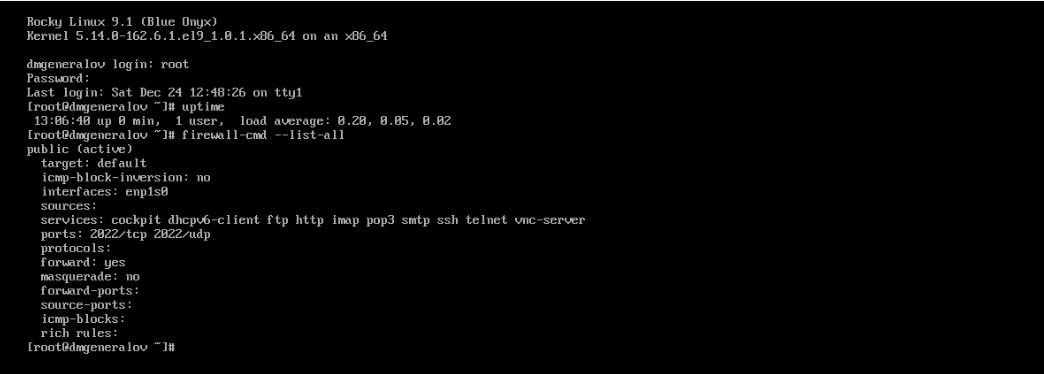 Rocky Linux 9.1 (Blue Onyx)
Kernel 5.14.0-162.6.1.el9_1.0.1.x86_64 on an x86_64

dmgeneralov login: root
Password:
Last login: Sat Dec 24 12:48:26 on tty1
[root@dmgeneralov ~]# uptime
 13:06:40 up 0 min,  1 user,  load average: 0.20, 0.05, 0.02
[root@dmgeneralov ~]# firewall-cmd --list-all
public (active)
  target: default
  icmp-block-inversion: no
  interfaces: enp1s0
  sources:
  services: cockpit dhcpv6-client ftp http imap pop3 smtp ssh telnet vnc-server
  ports: 2022/tcp 2022/udp
  protocols:
  forward: yes
  masquerade: no
  forward-ports:
  source-ports:
  icmp-blocks:
  rich rules:
[root@dmgeneralov ~]#